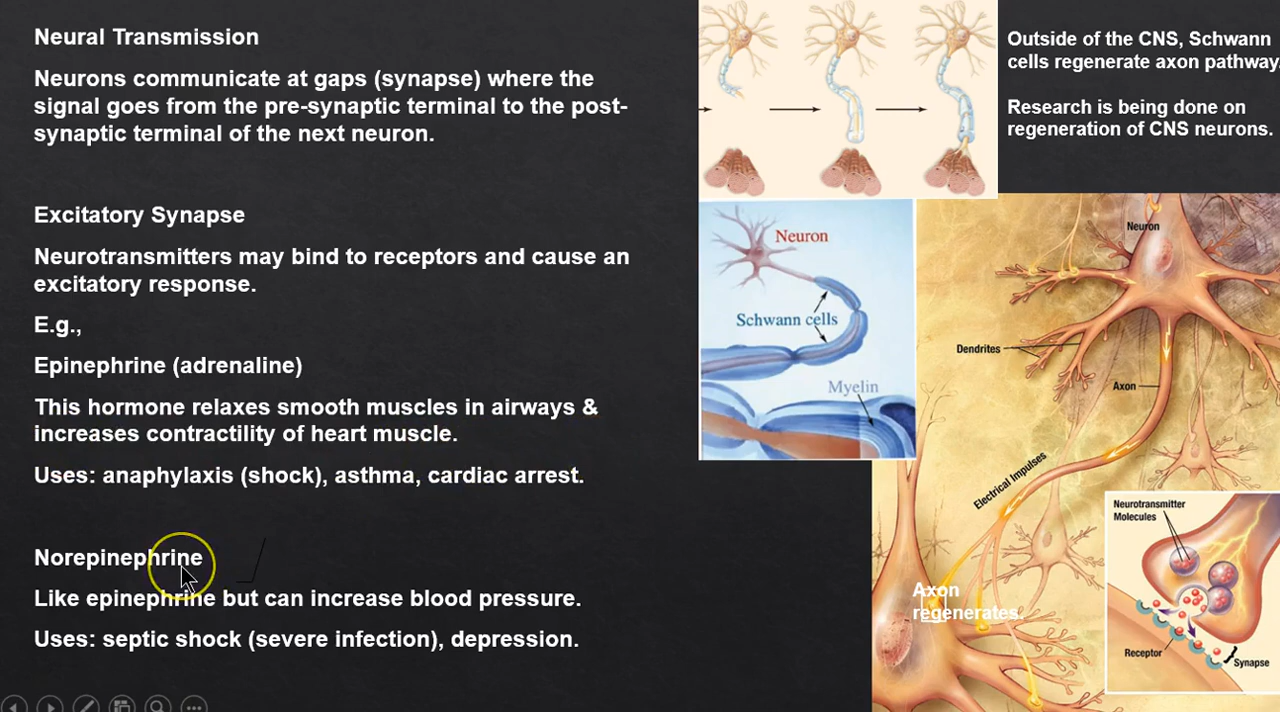 Neural Transmission
Neurons communicate at gaps (synapse) where the
signal goes from the pre-synaptic terminal to the post-
synaptic terminal of the next neuron.
Excitatory Synapse
Neurotransmitters may bind to receptors and cause an
excitatory response.
E.g.,
Epinephrine (adrenaline)
This hormone relaxes smooth muscles in airways &
increases contractility of heart muscle.
Uses: anaphylaxis (shock), asthma, cardiac arrest.
Norepinephrine
Like epinephrine but can increase blood pressure.
Uses: septic shock (severe infection), depression.
Outside of the CNS, Schwann
cells regenerate axon pathway.
Research is being done on
regeneration of CNS neurons.
Neuron
Schwann cells
Myelin
Neuron
Dendrites
Axon
Electrical Impulses
Axon
regenerates.
Neurotransmitter
Molecules
Receptor
Synapse